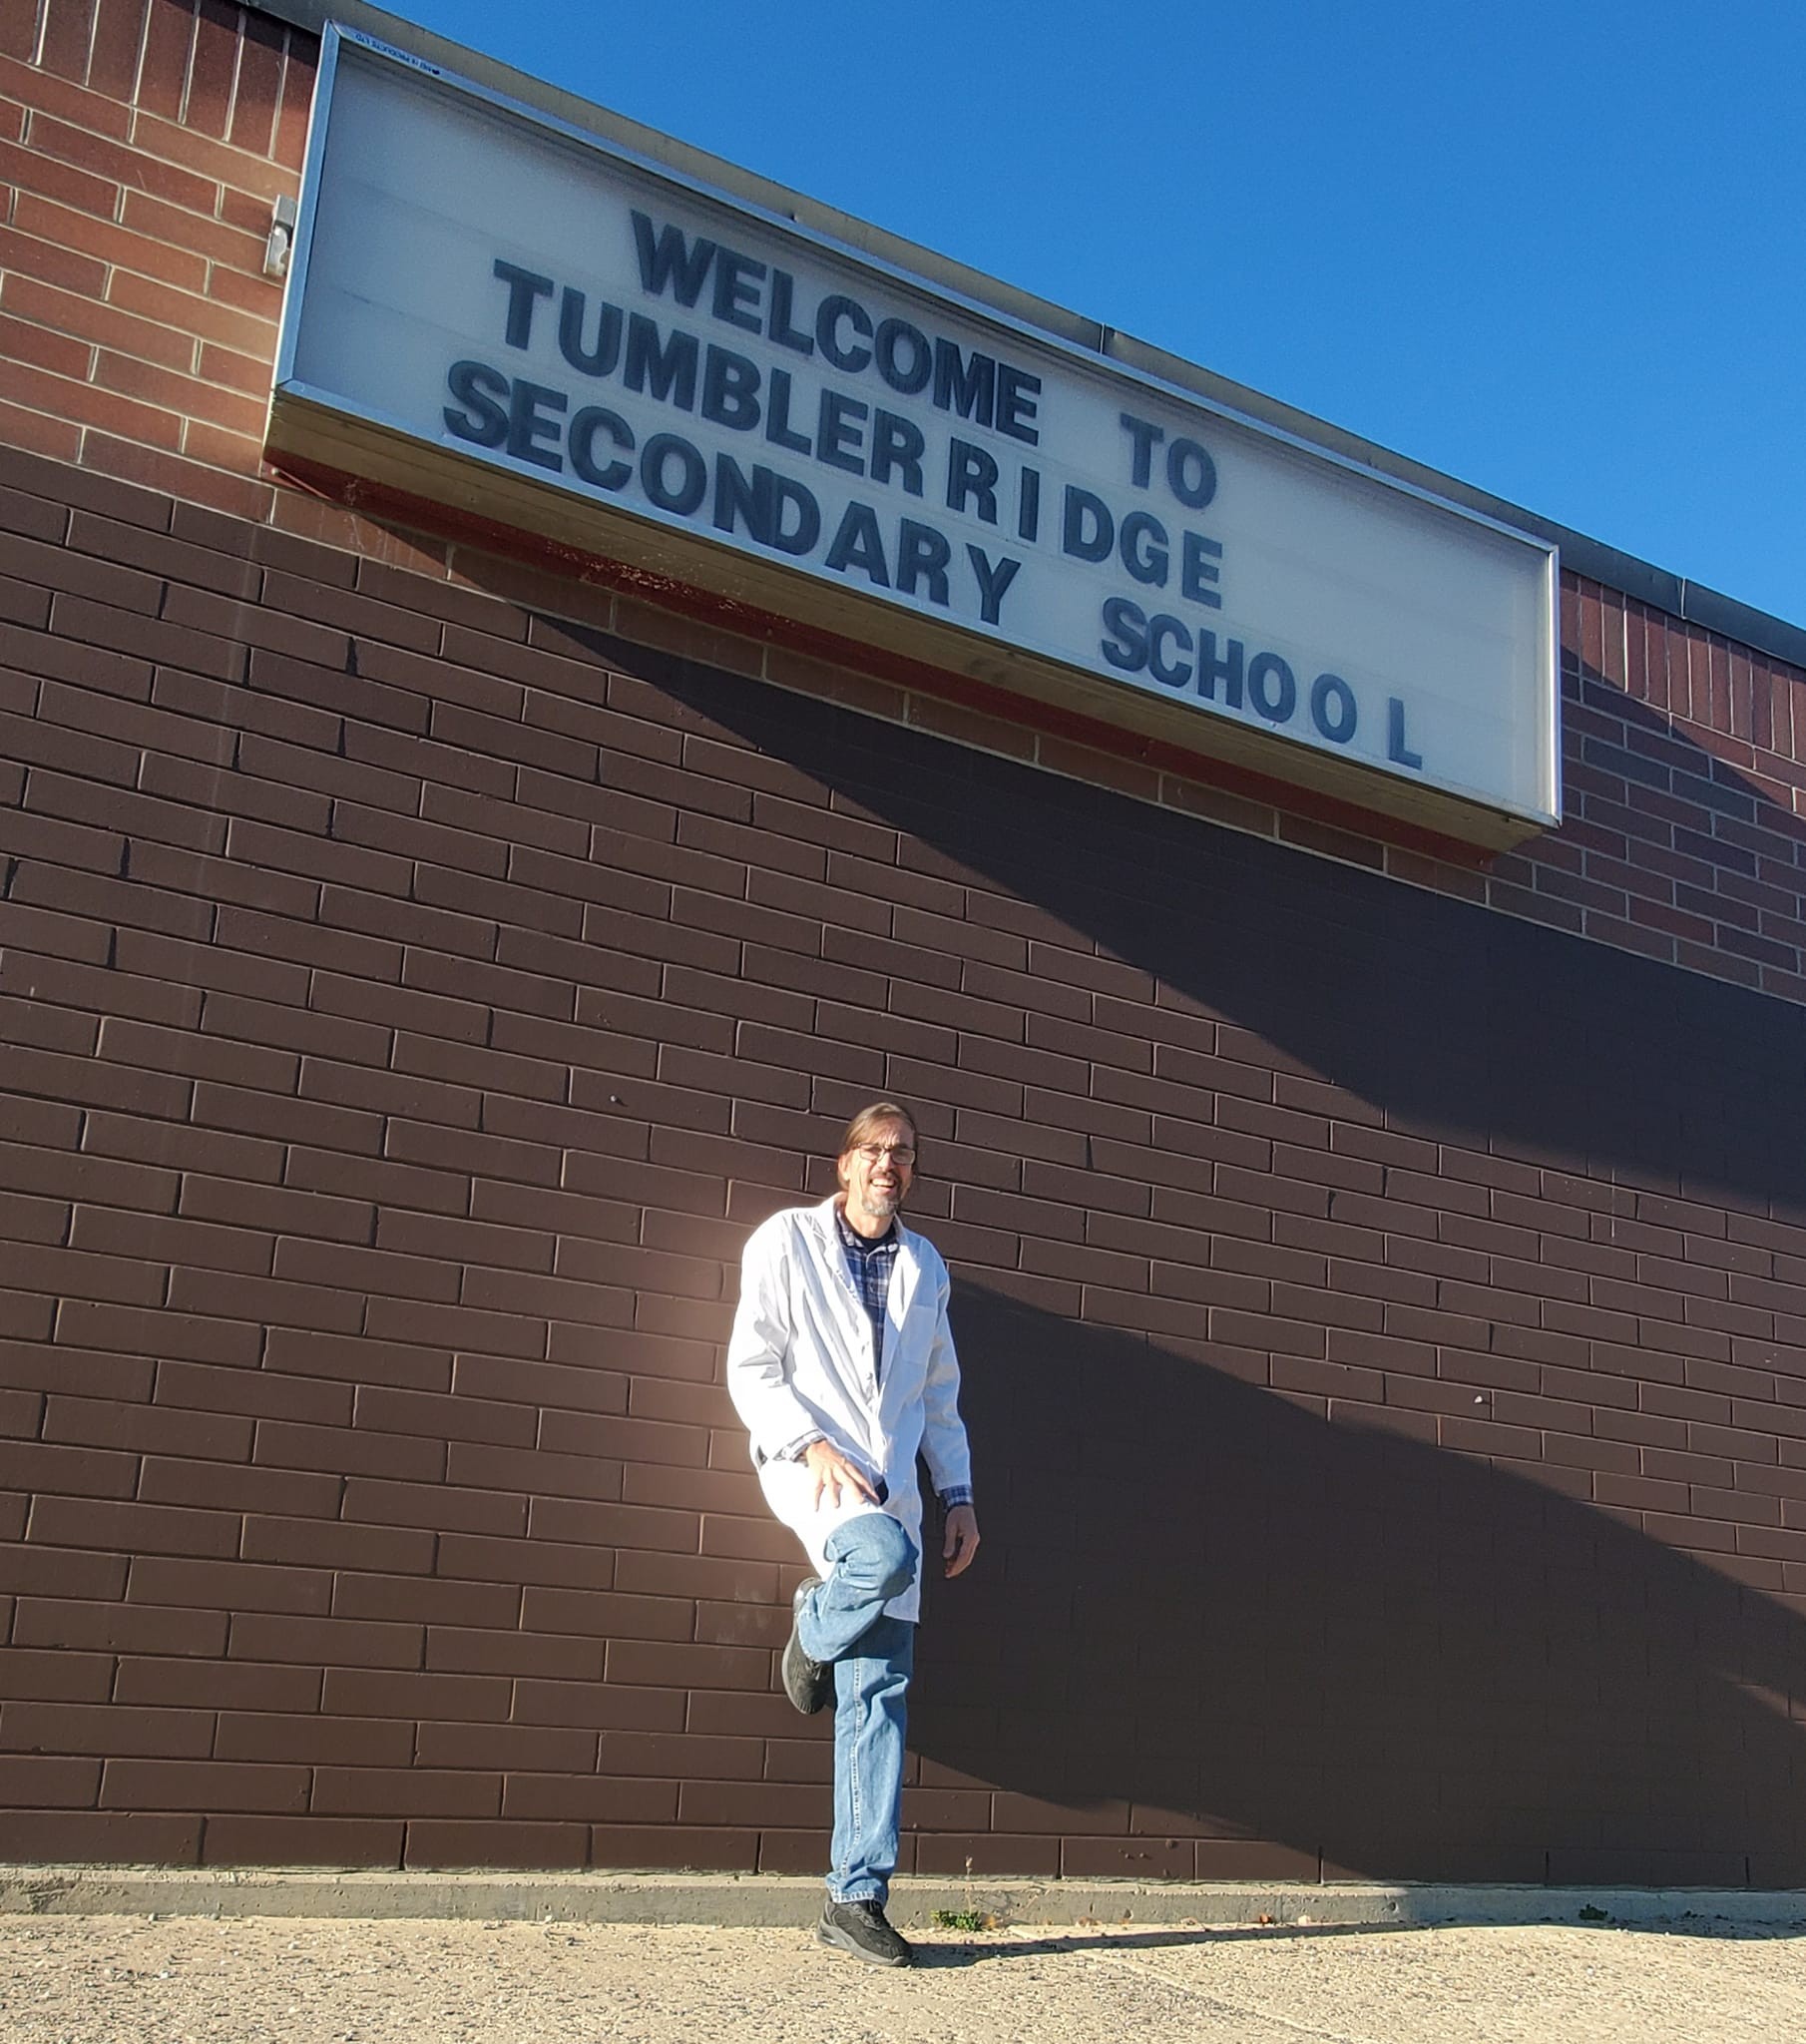 WELCOME TO
TUMBLER RIDGE
SECONDARY SCHOOL